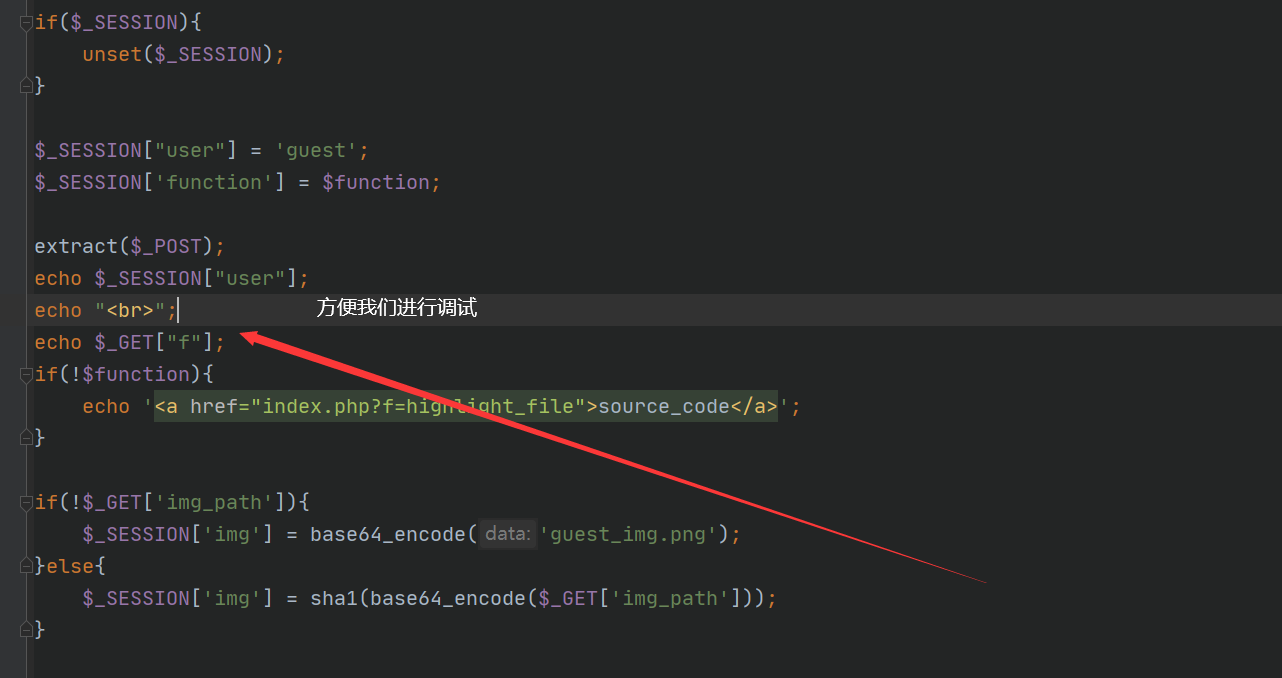 if($_SESSION){
    unset($_SESSION);
}
$_SESSION["user"] = 'guest';
$_SESSION['function'] = $function;
extract($_POST);
echo $_SESSION["user"];
echo "<br>"; 方便我们进行调试
echo $_GET["f"];
if(!$function){
    echo '<a href="index.php?f=highlight_file">source_code</a>';
}
if(!$_GET['img_path']){
    $_SESSION['img'] = base64_encode( data: 'guest_img.png');
}else{
    $_SESSION['img'] = sha1(base64_encode($_GET['img_path']));
}